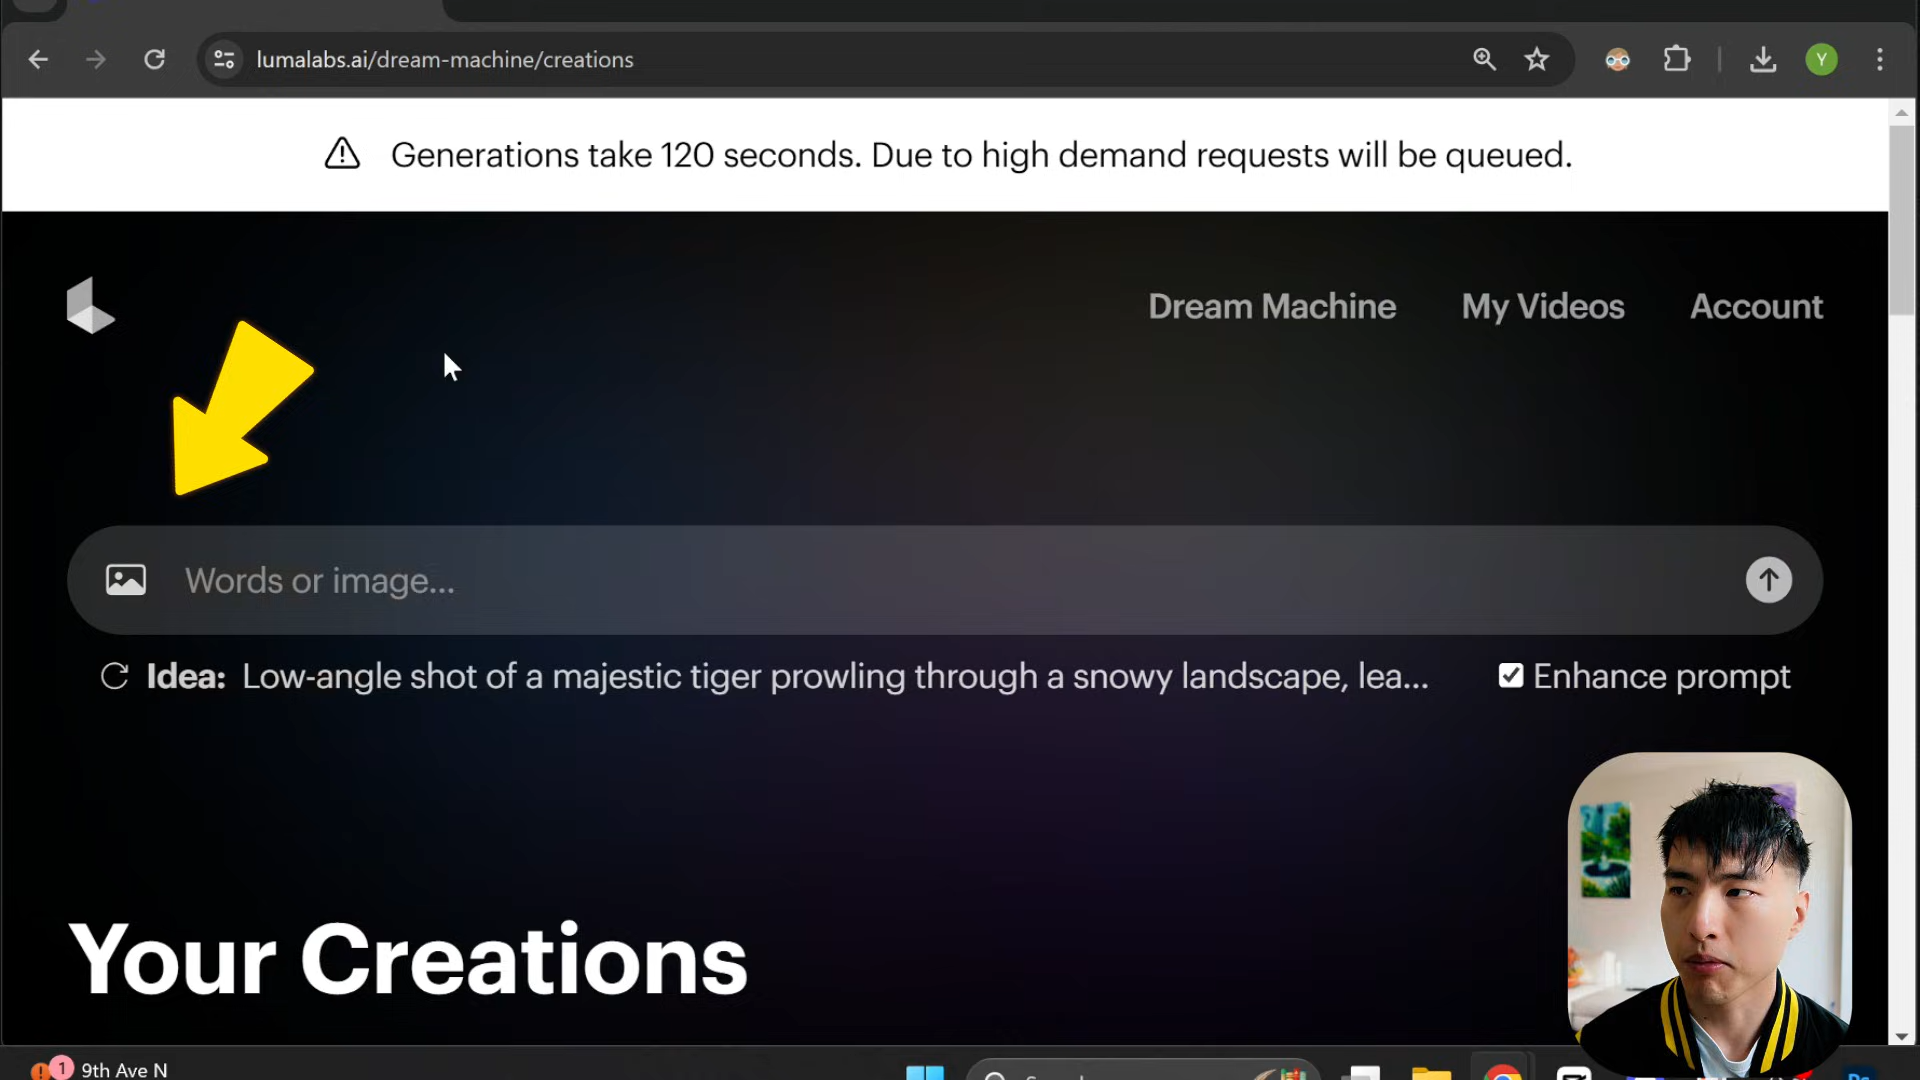 lumalabs.ai/dream-machine/creations
Y
Generations take 120 seconds. Due to high demand requests will be queued.
Dream Machine
My Videos
Account
Words or image...
Idea: Low-angle shot of a majestic tiger prowling through a snowy landscape, lea...
Enhance prompt
Your Creations
1
9th Ave N